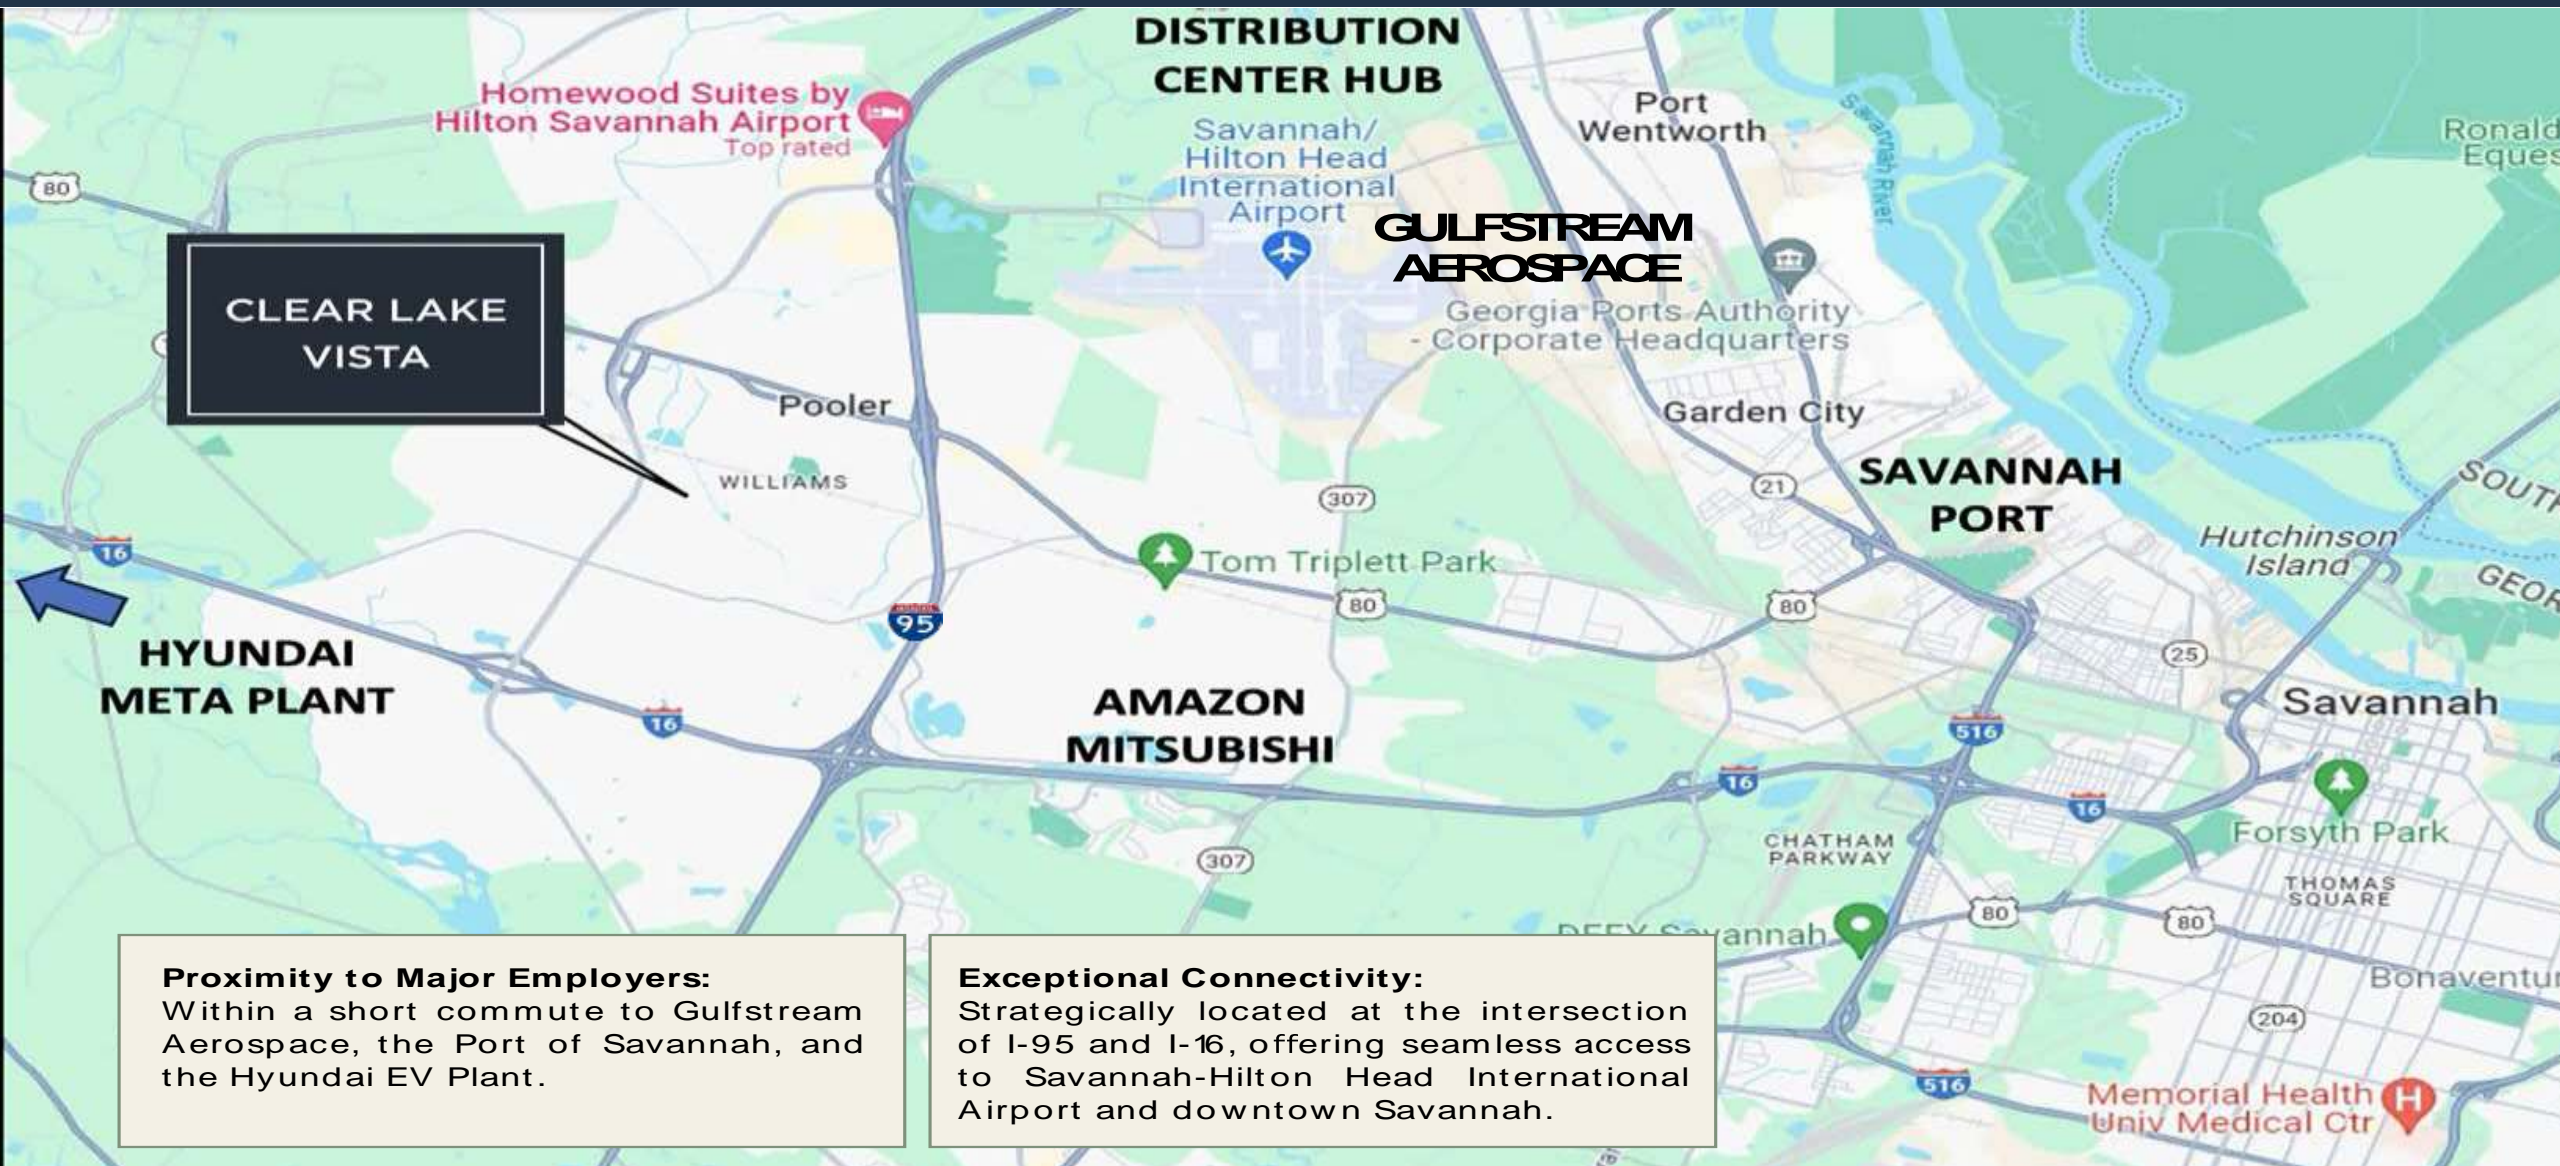 DISTRIBUTION
CENTER HUB
Homewood Suites by
Hilton Savannah Airport
Top rated
Savannah/
Hilton Head
International
Airport
Port
Wentworth
Savannah River
Ronald
Eques
80
GULFSTREAM
AEROSPACE
Georgia Ports Authority
- Corporate Headquarters
CLEAR LAKE
VISTA
Pooler
Garden City
WILLIAMS
307
21
SAVANNAH
PORT
SOUTH
Hutchinson
Island
GEOR
16
Tom Triplett Park
80
80
95
HYUNDAI
META PLANT
25
AMAZON
MITSUBISHI
Savannah
16
516
16
16
Forsyth Park
CHATHAM
PARKWAY
307
THOMAS
SQUARE
80
80
DEFY Savannah
Bonaventur
204
516
Memorial Health
Univ Medical Ctr
Proximity to Major Employers:
Within a short commute to Gulfstream
Aerospace, the Port of Savannah, and
the Hyundai EV Plant.
Exceptional Connectivity:
Strategically located at the intersection
of I-95 and I-16, offering seamless access
to Savannah-Hilton Head International
Airport and downtown Savannah.